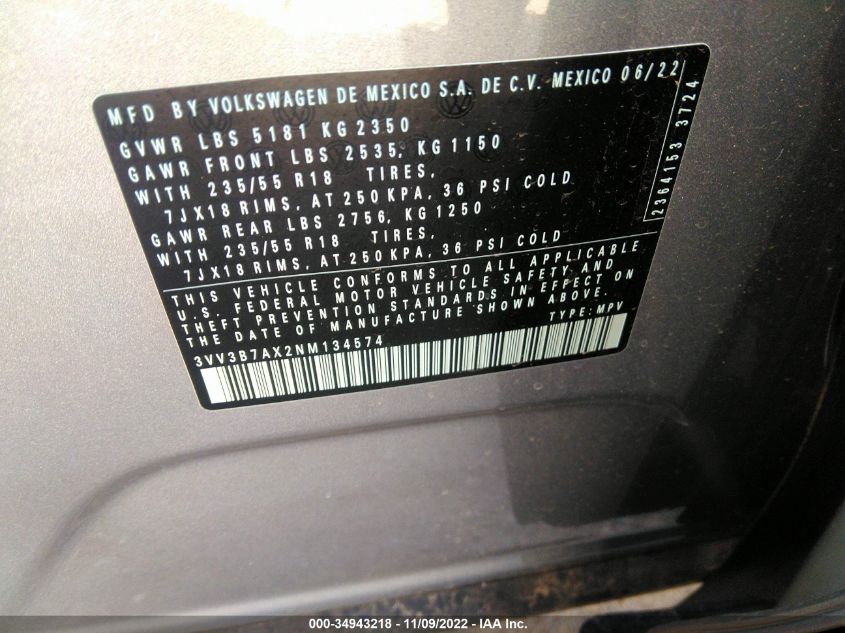 MFD BY VOLKSWAGEN DE MEXICO S.A. DE C.V. MEXICO 06/22
GVWR LBS 5181 KG 2350
GAWR FRONT LBS 2535, KG 1150
WITH 235/55 R18 TIRES,
7JX18 RIMS, AT 250 KPA, 36 PSI COLD
GAWR REAR LBS 2756, KG 1250
WITH 235/55 R18 TIRES,
7JX18 RIMS, AT 250 KPA, 36 PSI COLD
THIS VEHICLE CONFORMS TO ALL APPLICABLE
U.S. FEDERAL MOTOR VEHICLE SAFETY AND
THEFT PREVENTION STANDARDS IN EFFECT ON
THE DATE OF MANUFACTURE SHOWN ABOVE.
TYPE: MPV
3VV3B7AX2NM134574
2364153 3724
000-34943218 - 11/09/2022 - IAA Inc.